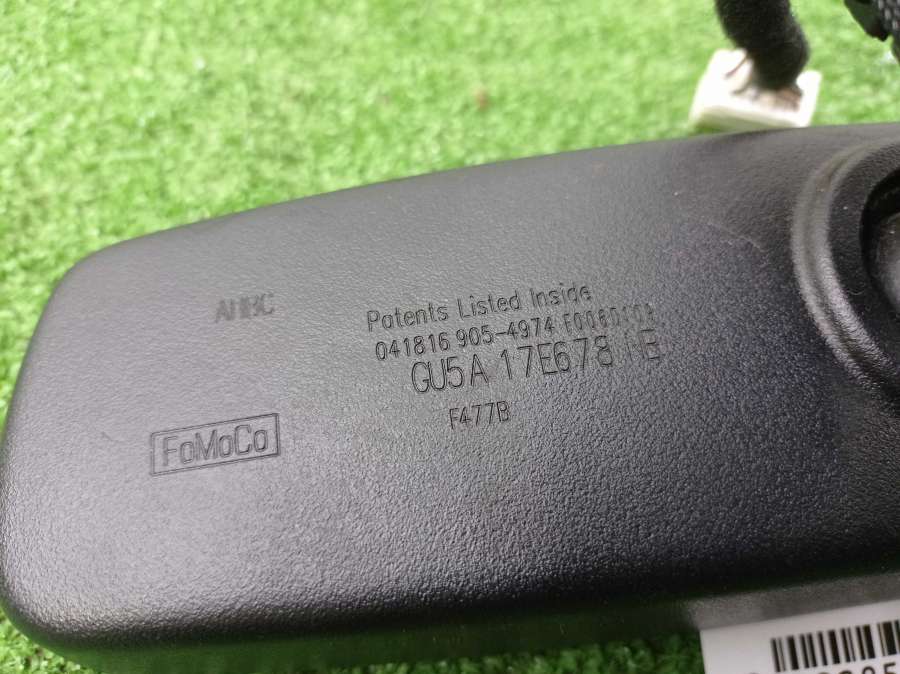 AHBC
Patents Listed Inside
041816 905-4974
GU5A 17E678
F477B
FoMoCo